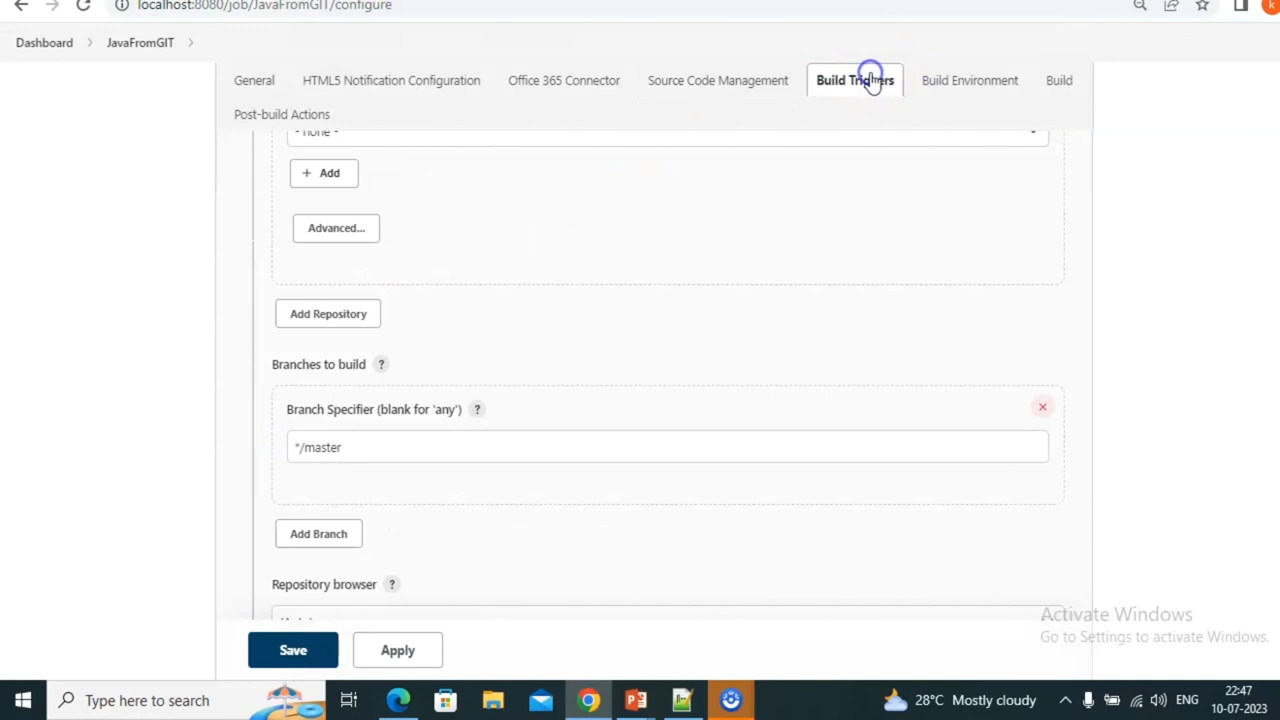 localhost:8080/job/JavaFromGIT/configure
k
Dashboard > JavaFromGIT >
General HTML5 Notification Configuration Office 365 Connector Source Code Management Build Triggers Build Environment Build
Post-build Actions
- none -
+ Add
Advanced...
Add Repository
Branches to build ?
Branch Specifier (blank for 'any') ?
*/master
Add Branch
Repository browser ?
Save Apply
Activate Windows
Go to Settings to activate Windows.
Type here to search
28°C Mostly cloudy
ENG
22:47
10-07-2023